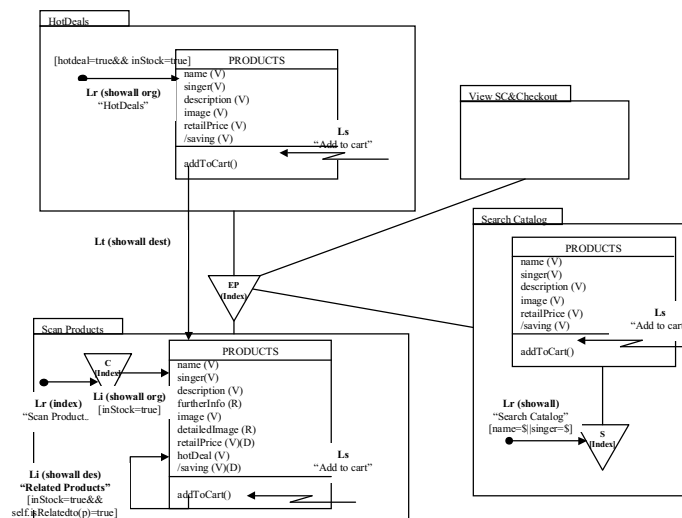 HotDeals
[hotdeal=true&& inStock=true]
Lr (showall org)
“HotDeals”
PRODUCTS
name (V)
singer(V)
description (V)
image (V)
retailPrice (V)
/saving (V)
addToCart()
Ls
“Add to cart”
View SC&Checkout
Lt (showall dest)
EP
(Index)
Search Catalog
PRODUCTS
name (V)
singer (V)
description (V)
image (V)
retailPrice (V)
/saving (V)
addToCart()
Ls
“Add to cart
Lr (showall)
“Search Catalog”
[name=$||singer=$]
S
[Index]
Scan Products
C
[Index]
Lr (index)
“Scan Product..
Li (showall org)
[inStock=true]
PRODUCTS
name (V)
singer(V)
description (V)
furtherInfo (R)
image (V)
detailedImage (R)
retailPrice (V)(D)
hotDeal (V)
/saving (V)(D)
addToCart()
Ls
“Add to cart”
Li (showall des)
“Related Products”
[inStock=true&&
self.isRelatedto(p)=true]